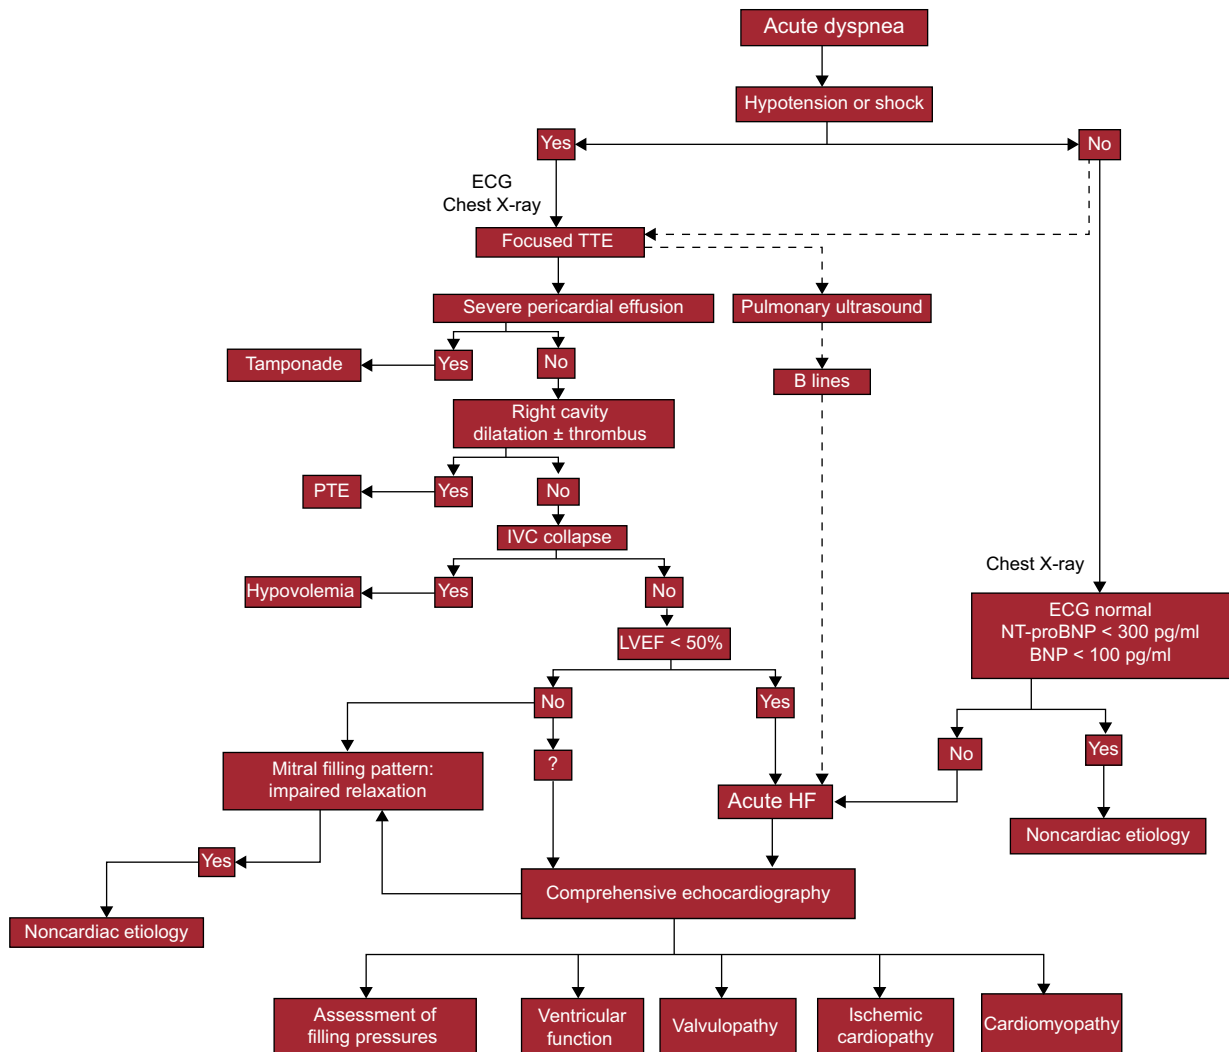 Acute dyspnea
Hypotension or shock
Yes
No
ECG
Chest X-ray
Focused TTE
Severe pericardial effusion
Pulmonary ultrasound
Tamponade
Yes
No
B lines
Right cavity
dilatation ± thrombus
PTE
Yes
No
IVC collapse
Chest X-ray
Hypovolemia
Yes
No
ECG normal
NT-proBNP < 300 pg/ml
BNP < 100 pg/ml
LVEF < 50%
No
Yes
No
Yes
Mitral filling pattern:
impaired relaxation
?
Acute HF
Noncardiac etiology
Yes
Comprehensive echocardiography
Noncardiac etiology
Assessment of
filling pressures
Ventricular
function
Valvulopathy
Ischemic
cardiopathy
Cardiomyopathy